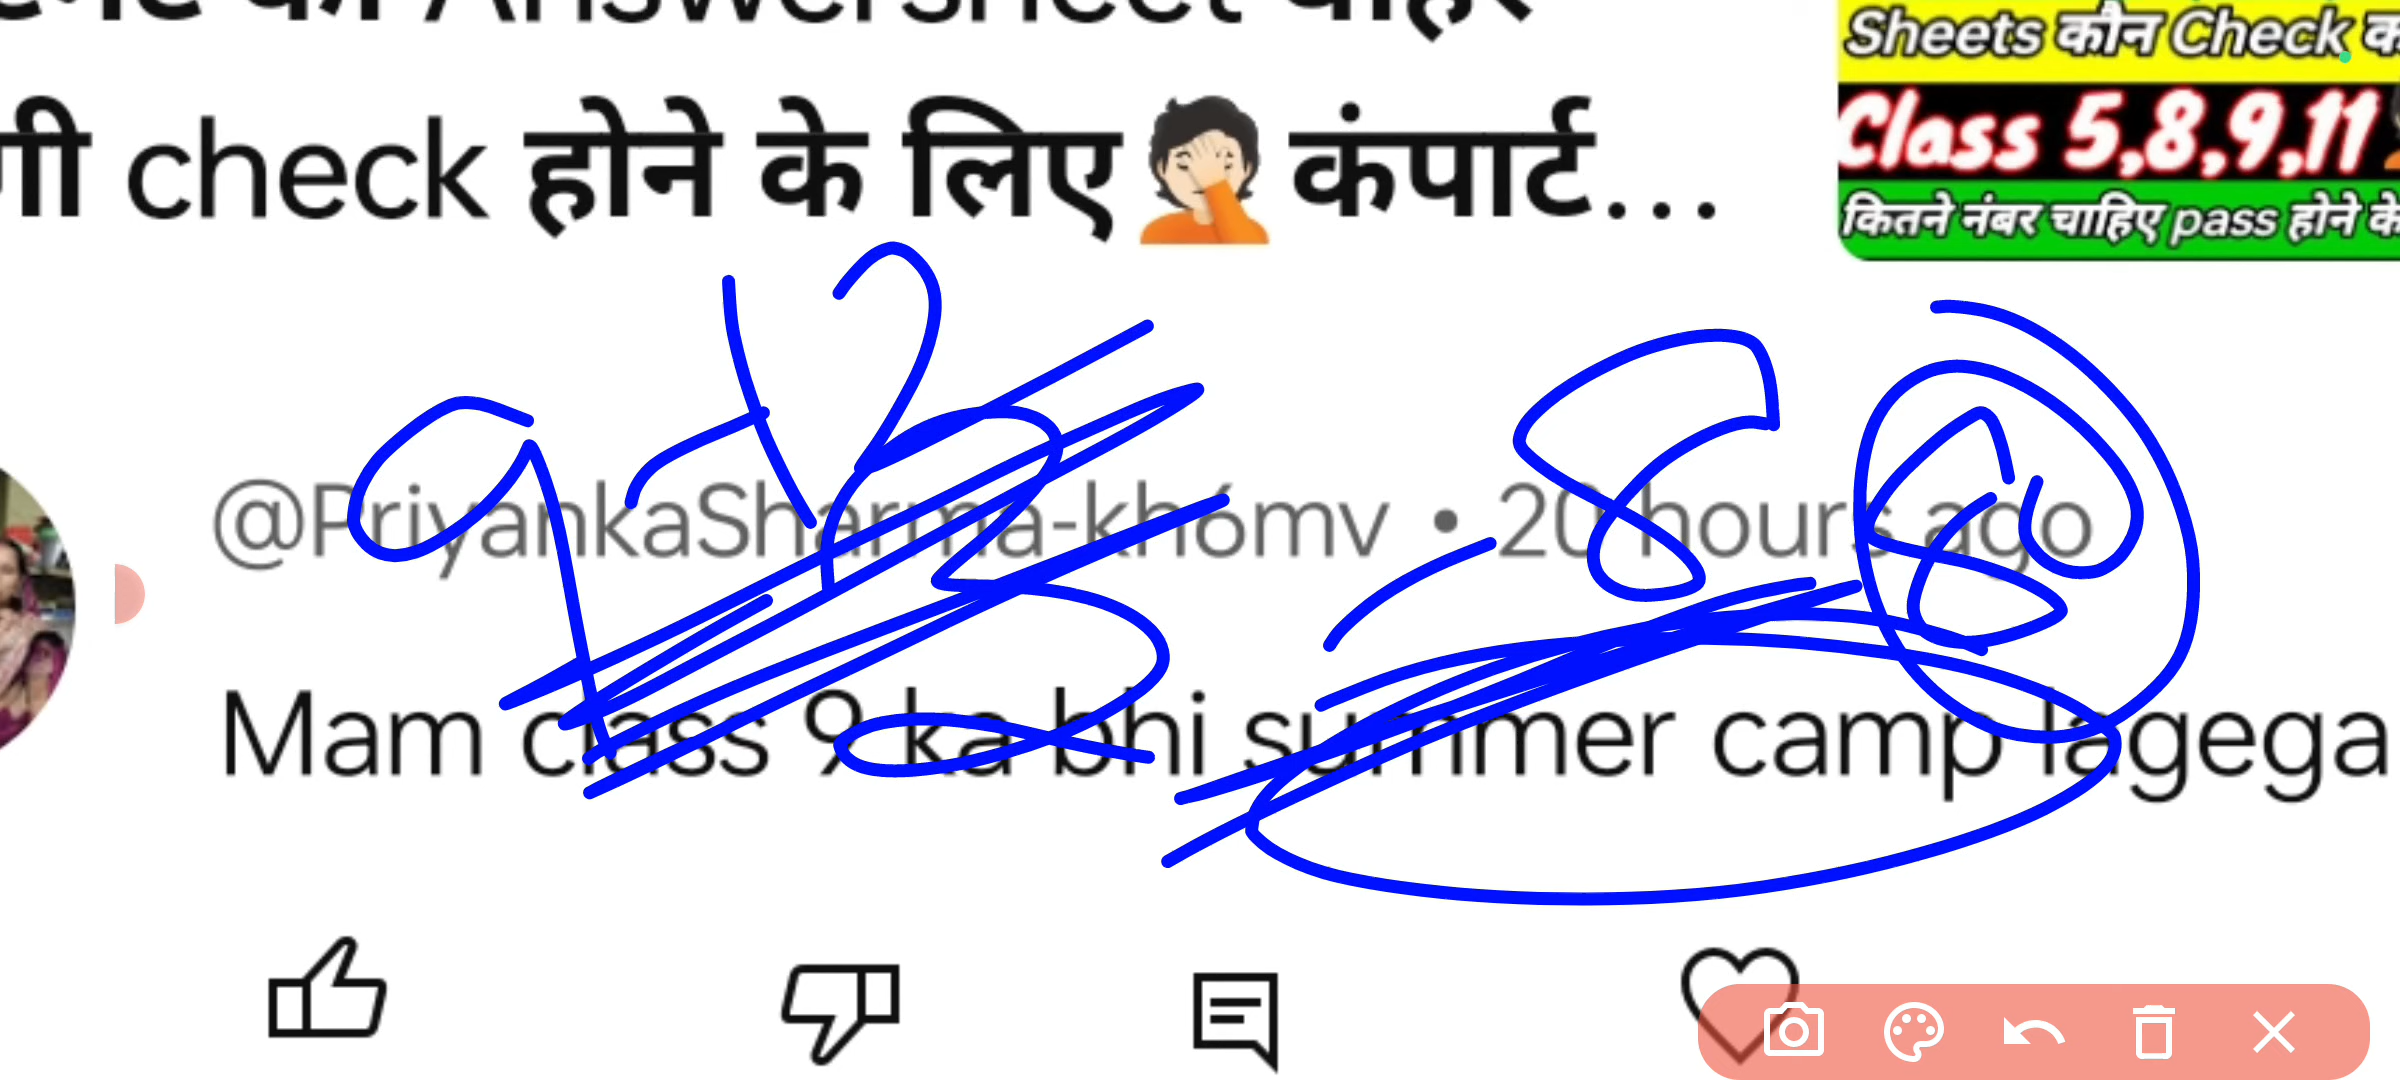 Answersheet चाहिए
गी check होने के लिए🤦कंपार्ट...
Sheets कौन Check
Class 5,8,9,11
कितने नंबर चाहिए pass होने के
@PriyankaSharma-kh6mv • 20 hours ago
Mam class 9 ka bhi summer camp lagega